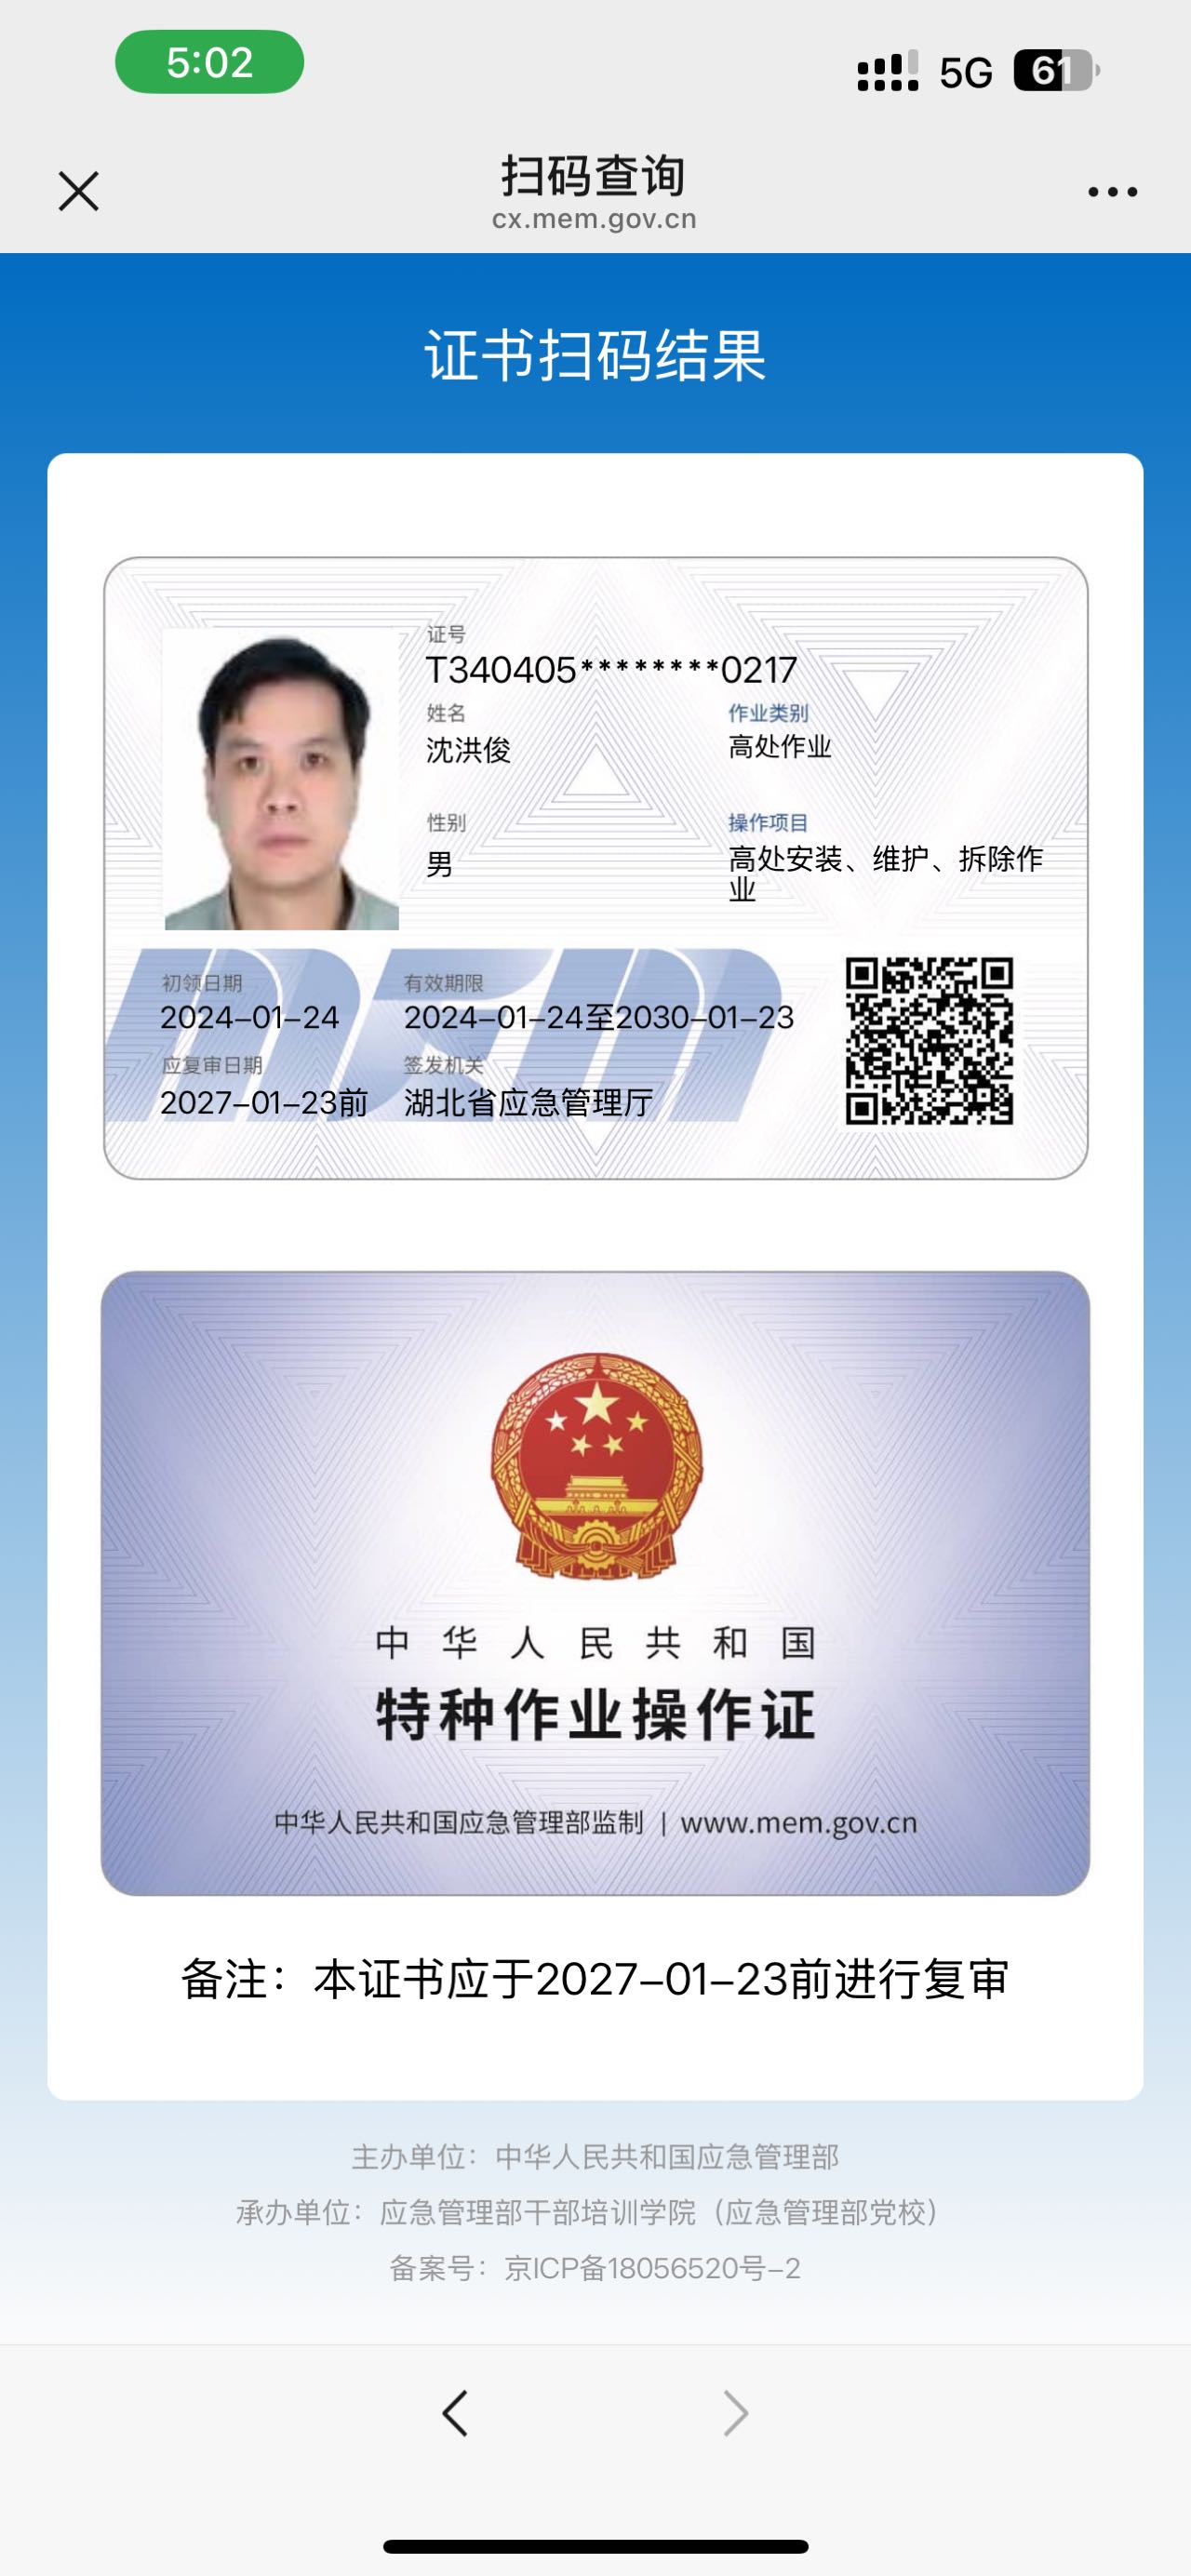 5:02
5G 61
扫码查询
cx.mem.gov.cn
证书扫码结果
证号
T340405********0217
姓名
沈洪俊
作业类别
高处作业
性别
男
操作项目
高处安装、维护、拆除作
业
初领日期
2024-01-24
有效期限
2024-01-24至2030-01-23
应复审日期
2027-01-23前
签发机关
湖北省应急管理厅
中华人民共和国
特种作业操作证
中华人民共和国应急管理部监制 | www.mem.gov.cn
备注：本证书应于2027-01-23前进行复审
主办单位：中华人民共和国应急管理部
承办单位：应急管理部干部培训学院（应急管理部党校）
备案号：京ICP备18056520号-2